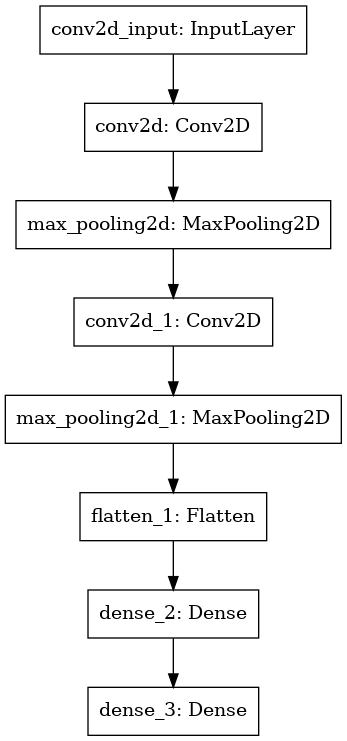 conv2d_input: InputLayer
conv2d: Conv2D
max_pooling2d: MaxPooling2D
conv2d_1: Conv2D
max_pooling2d_1: MaxPooling2D
flatten_1: Flatten
dense_2: Dense
dense_3: Dense